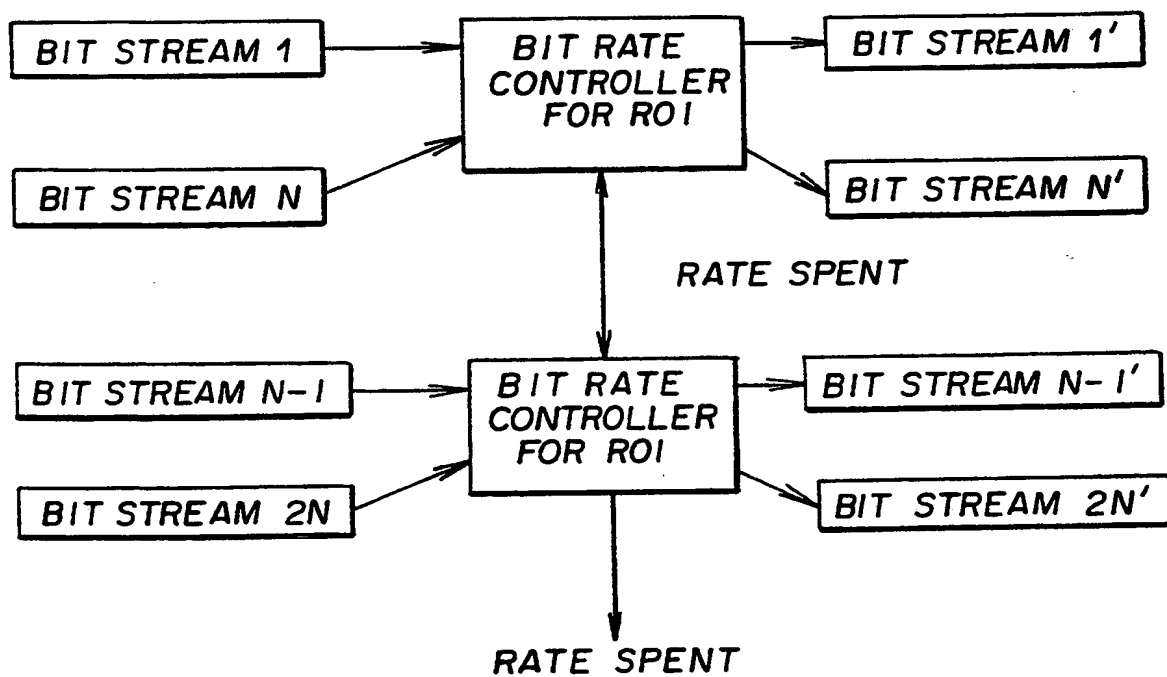 BIT STREAM 1
BIT RATE
CONTROLLER
FOR ROI
BIT STREAM 1'
BIT STREAM N
BIT STREAM N'
RATE SPENT
BIT STREAM N-1
BIT RATE
CONTROLLER
FOR ROI
BIT STREAM N-1'
BIT STREAM 2N
BIT STREAM 2N'
RATE SPENT